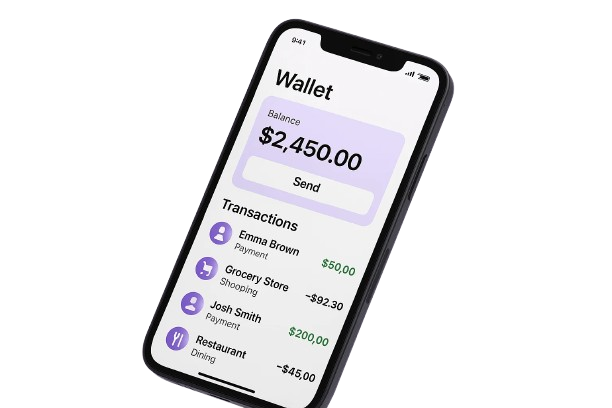 9:41
Wallet
Balance
$2,450.00
Send
Transactions
Emma Brown
Payment
$50,00
Grocery Store
Shooping
–$92.30
Josh Smith
Payment
$200,00
Restaurant
Dining
–$45,00